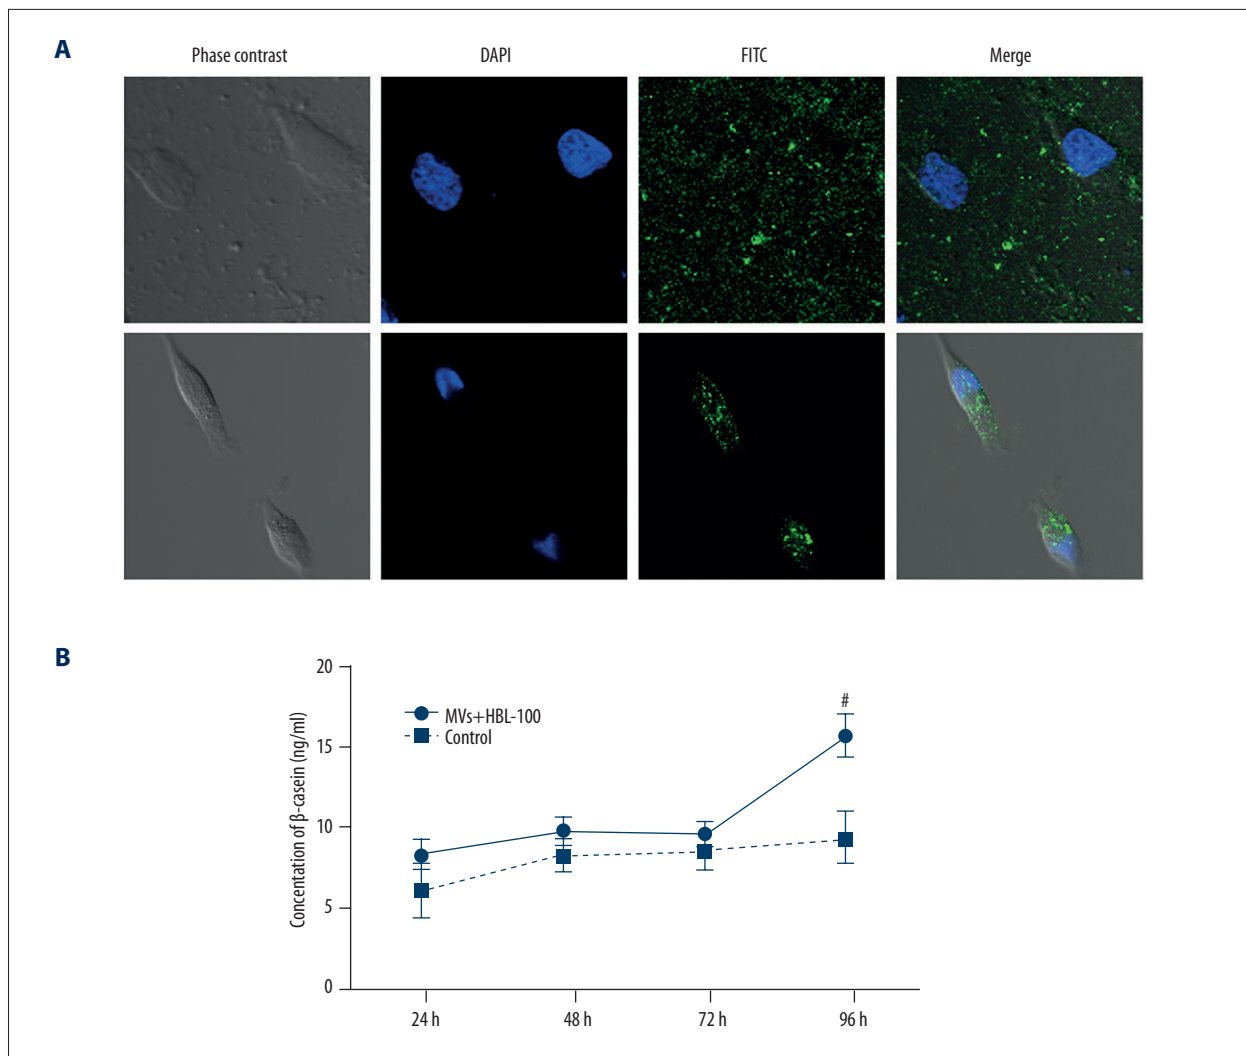 A
Phase contrast DAPI FITC Merge
B
Concentation of β-casein (ng/ml)
20
15
10
5
0
MVs+HBL-100
Control
#
24 h 48 h 72 h 96 h